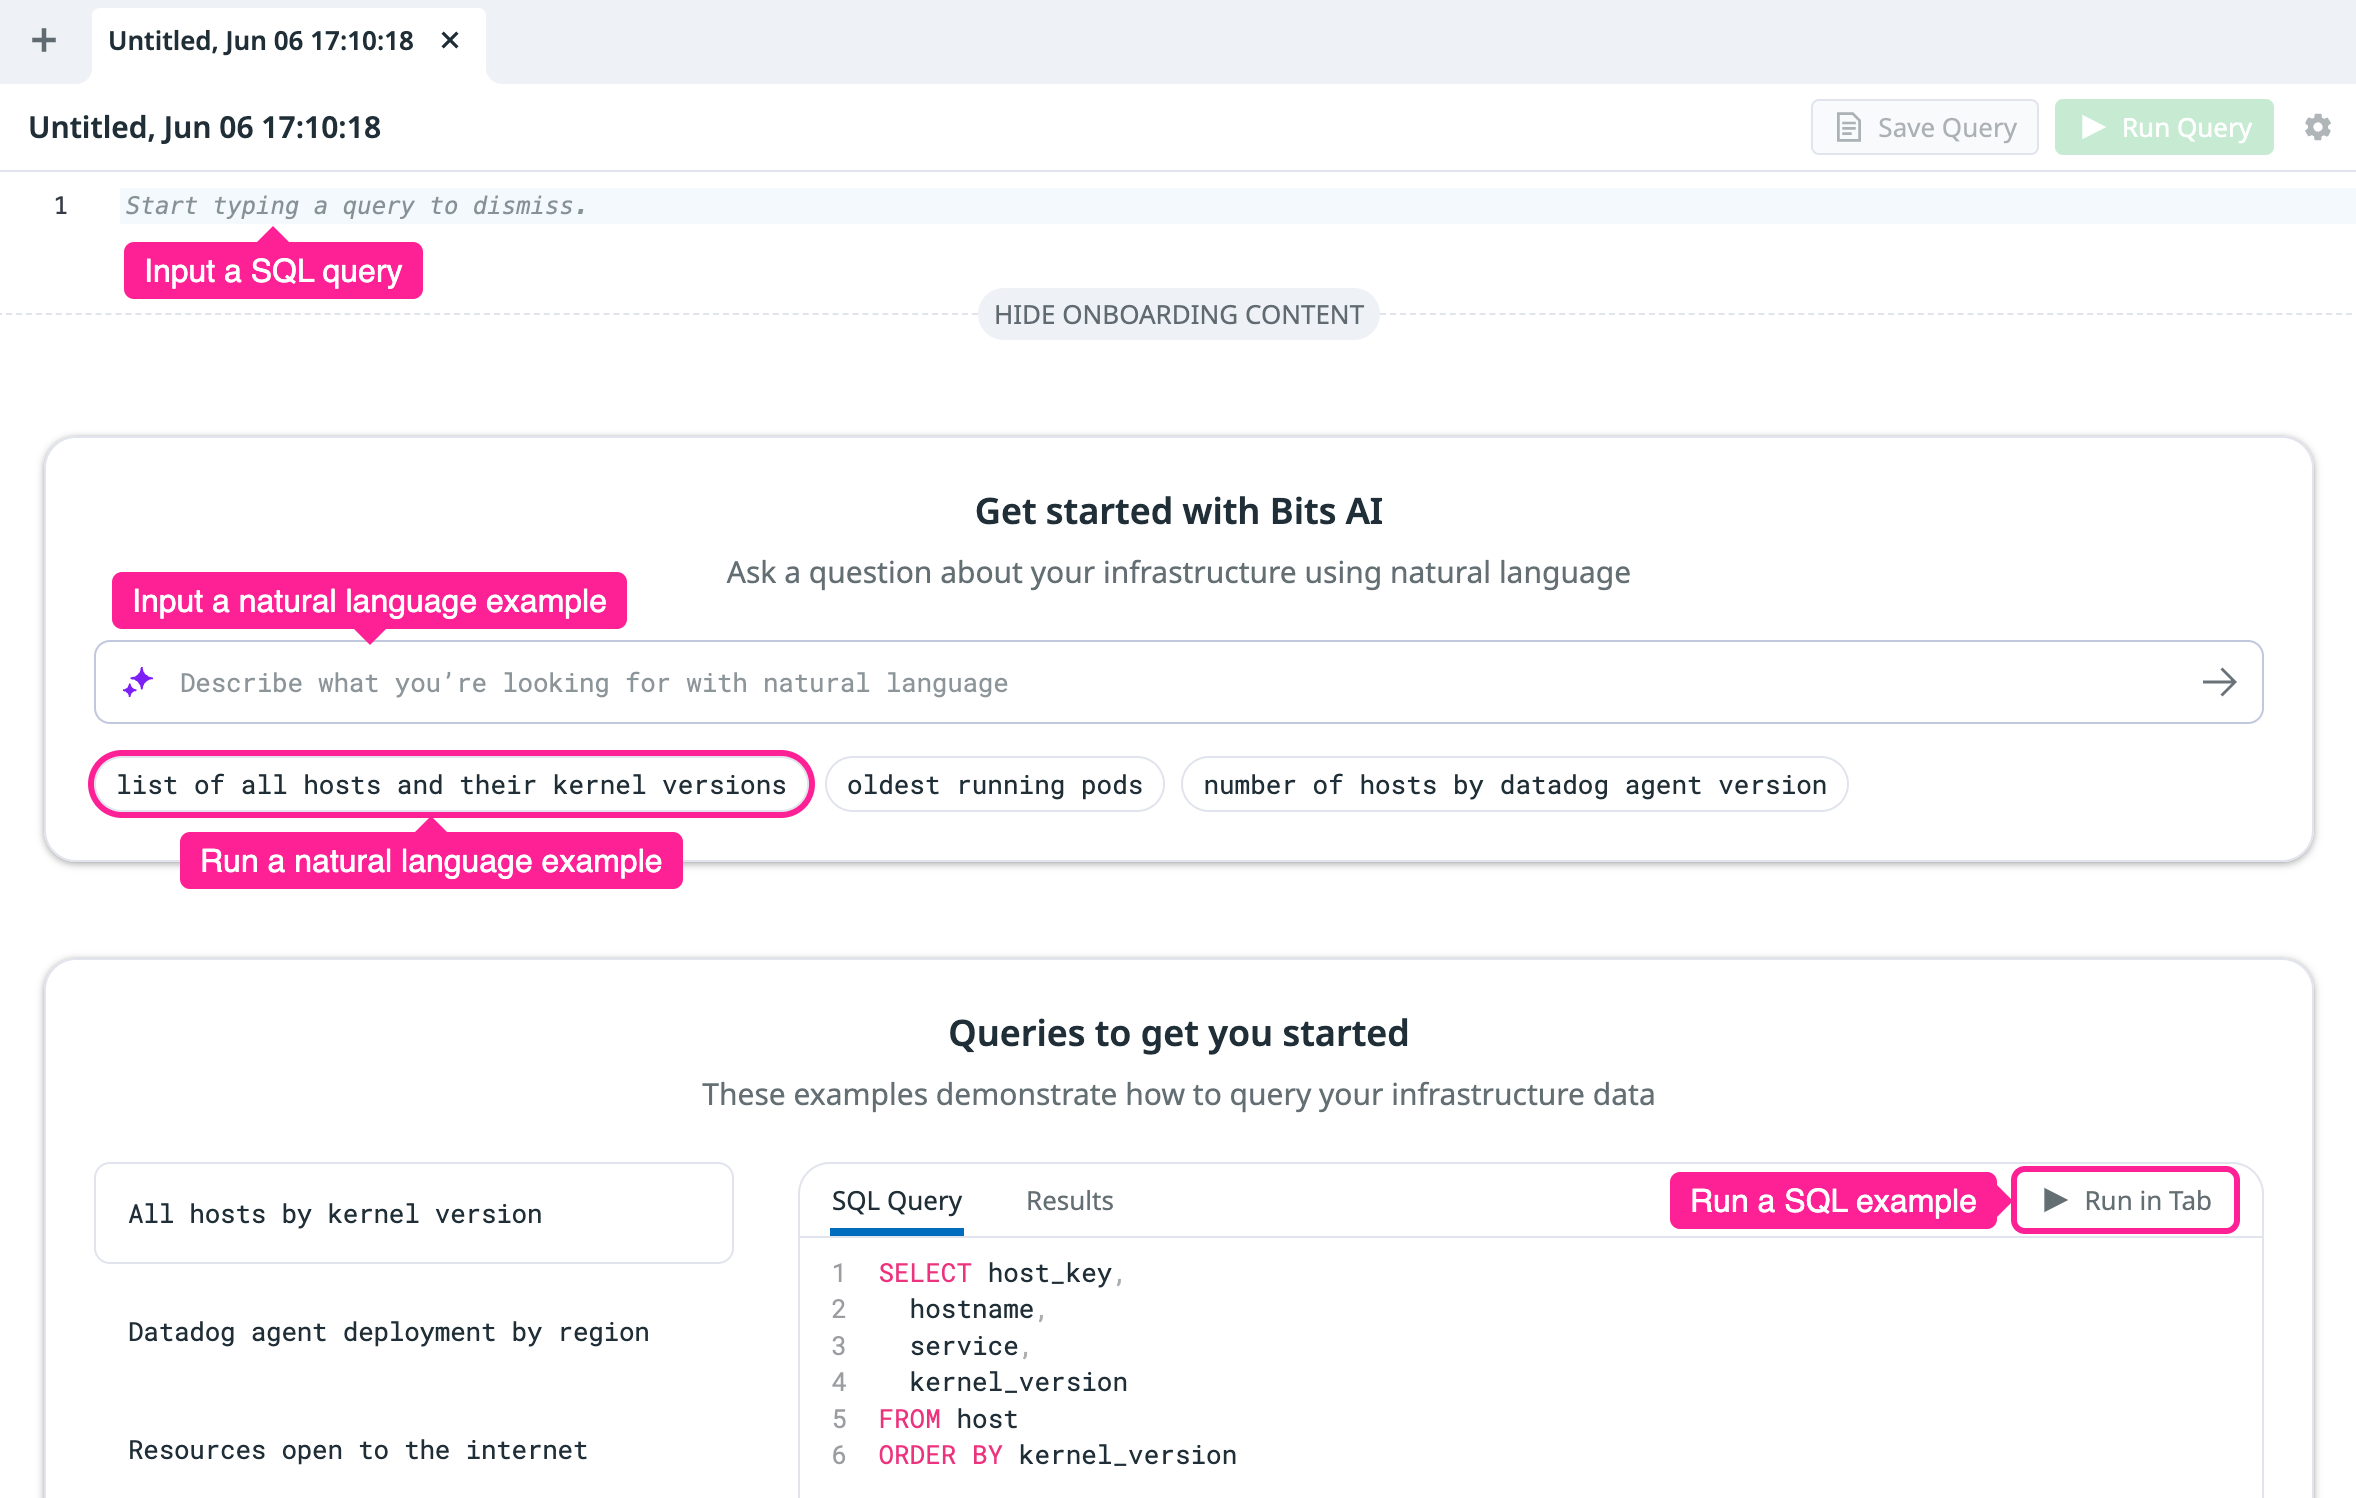 Untitled, Jun 06 17:10:18
Untitled, Jun 06 17:10:18
Save Query
Run Query
1 Start typing a query to dismiss.
Input a SQL query
HIDE ONBOARDING CONTENT
Get started with Bits AI
Ask a question about your infrastructure using natural language
Input a natural language example
Describe what you're looking for with natural language
list of all hosts and their kernel versions
oldest running pods
number of hosts by datadog agent version
Run a natural language example
Queries to get you started
These examples demonstrate how to query your infrastructure data
All hosts by kernel version
Datadog agent deployment by region
Resources open to the internet
SQL Query
Results
Run a SQL example
Run in Tab
1 SELECT host_key,
2 hostname,
3 service,
4 kernel_version
5 FROM host
6 ORDER BY kernel_version